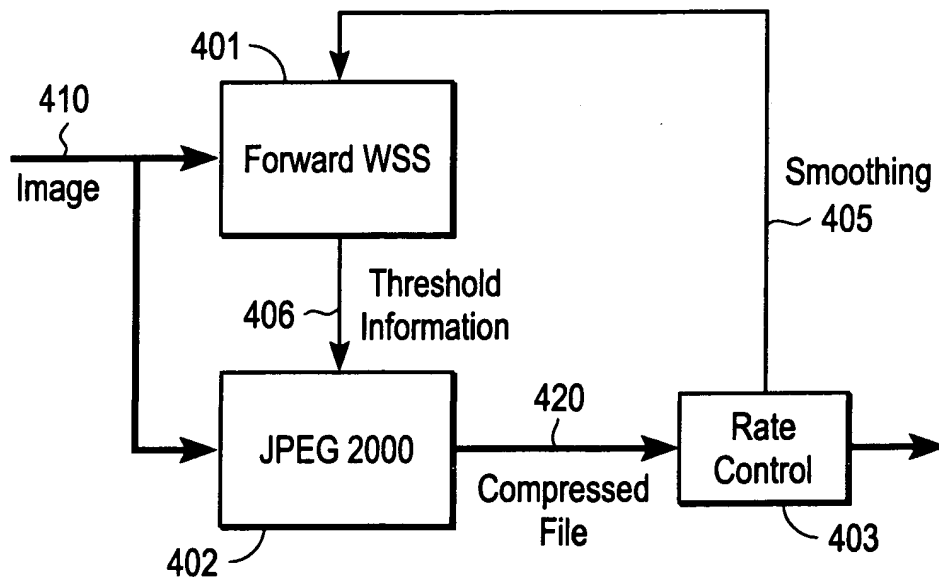 401
410
Forward WSS
Image
Smoothing
405
406
Threshold
Information
420
JPEG 2000
Rate
Control
Compressed
File
402
403